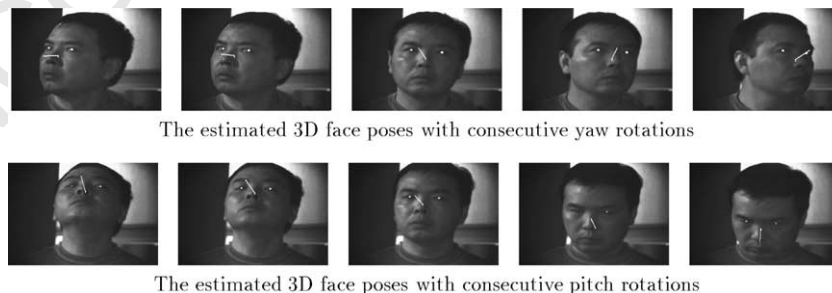 The estimated 3D face poses with consecutive yaw rotations
The estimated 3D face poses with consecutive pitch rotations